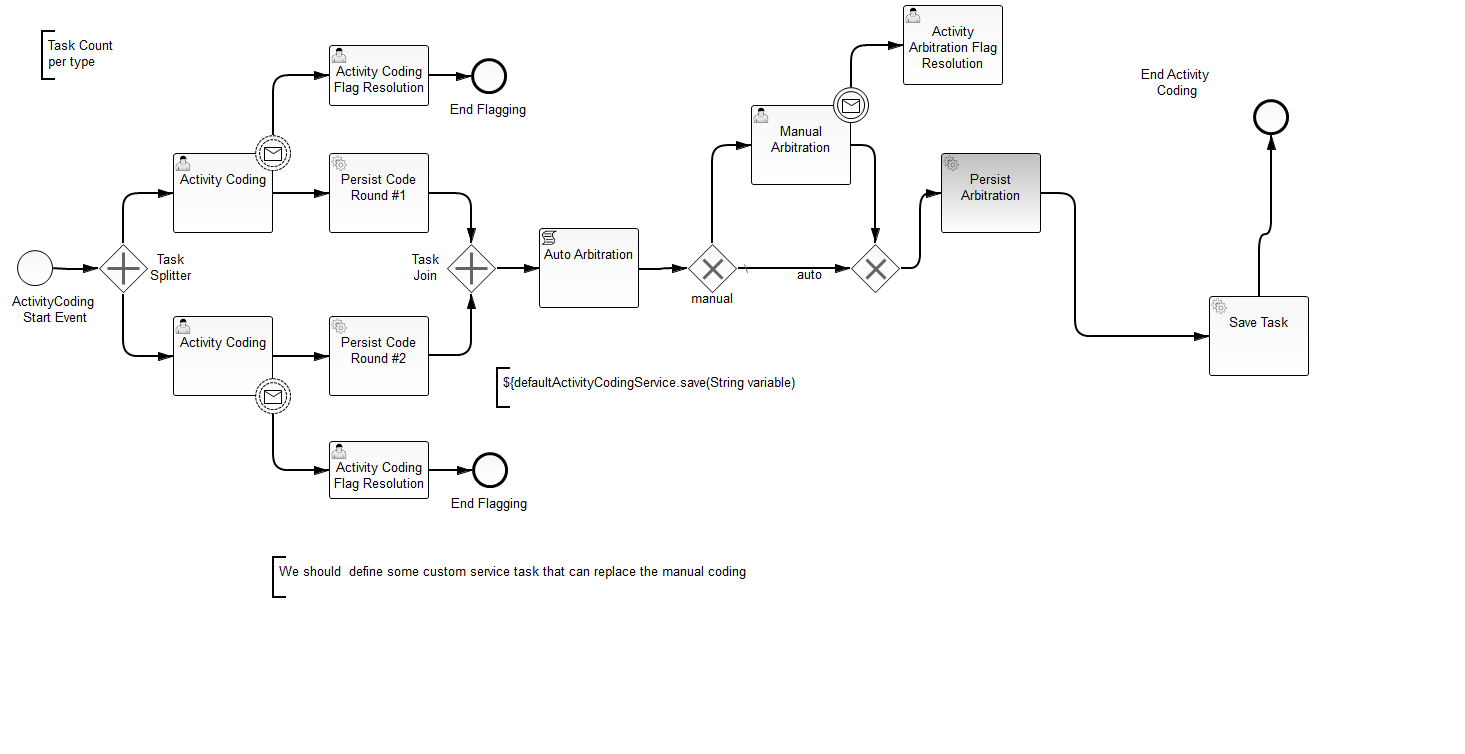 Task Count
per type
Activity Coding
Flag Resolution
End Flagging
Activity
Arbitration Flag
Resolution
End Activity
Coding
Manual
Arbitration
Activity Coding
Persist Code
Round #1
Persist
Arbitration
Task
Splitter
Task
Join
Auto Arbitration
auto
manual
ActivityCoding
Start Event
Activity Coding
Persist Code
Round #2
Save Task
${defaultActivityCodingService.save(String variable)
Activity Coding
Flag Resolution
End Flagging
We should  define some custom service task that can replace the manual coding